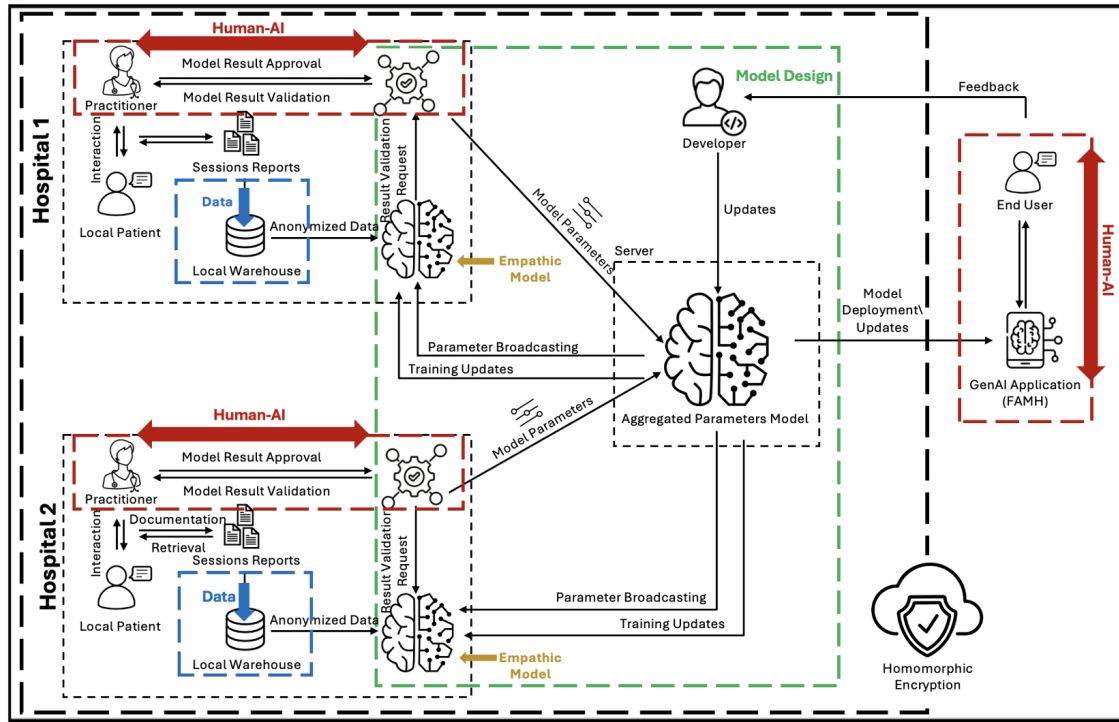 Human-AI
Model Result Approval
Model Result Validation
Practitioner
Interaction
Sessions Reports
Local Patient
Data
Local Warehouse
Anonymized Data
Result Validation
Request
Empathic
Model
Hospital 1
Model Design
Developer
Updates
Model Parameters
Server
Aggregated Parameters Model
Parameter Broadcasting
Training Updates
Model
Deployment\
Updates
Feedback
End User
Human-AI
GenAI Application
(FAMH)
Human-AI
Model Result Approval
Model Result Validation
Practitioner
Interaction
Documentation
Retrieval
Sessions Reports
Local Patient
Data
Local Warehouse
Anonymized Data
Result Validation
Request
Empathic
Model
Hospital 2
Model Parameters
Parameter Broadcasting
Training Updates
Homomorphic
Encryption